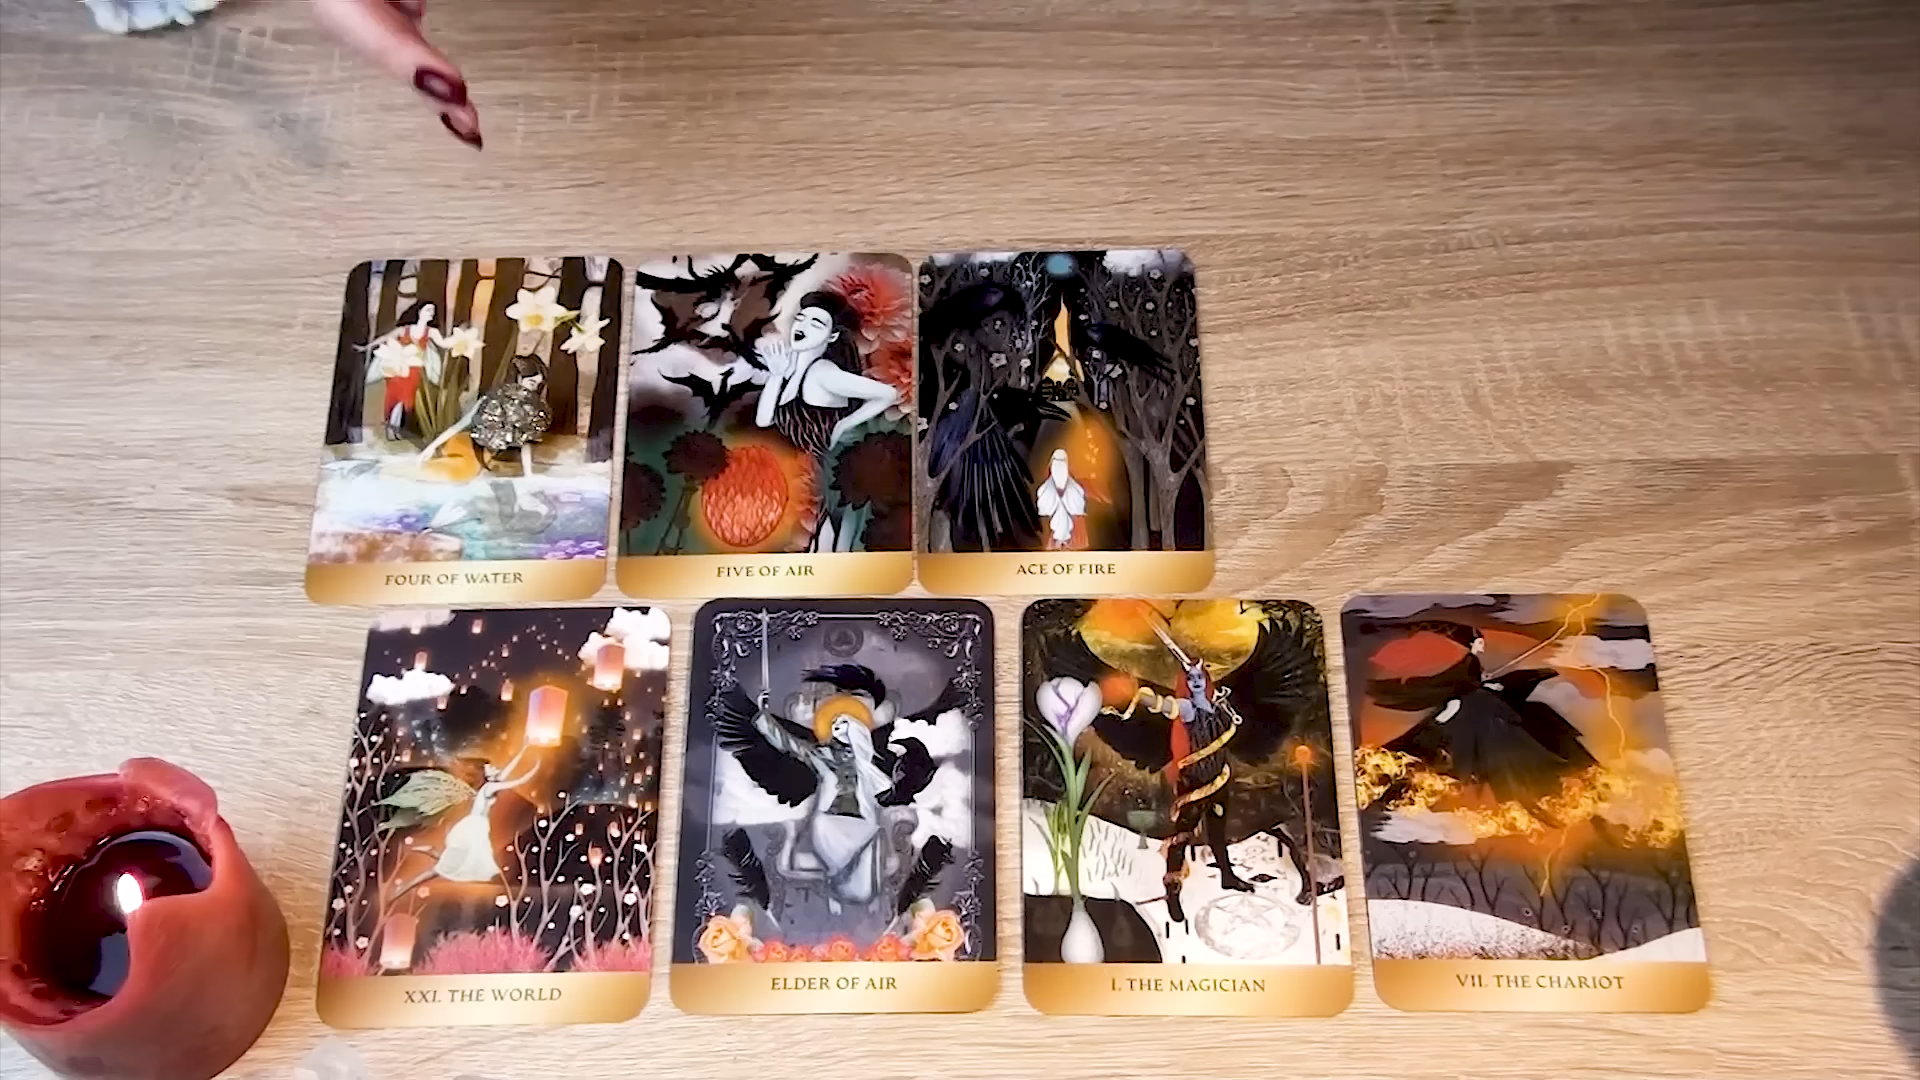 FOUR OF WATER
FIVE OF AIR
ACE OF FIRE
XXI. THE WORLD
ELDER OF AIR
I. THE MAGICIAN
VII. THE CHARIOT